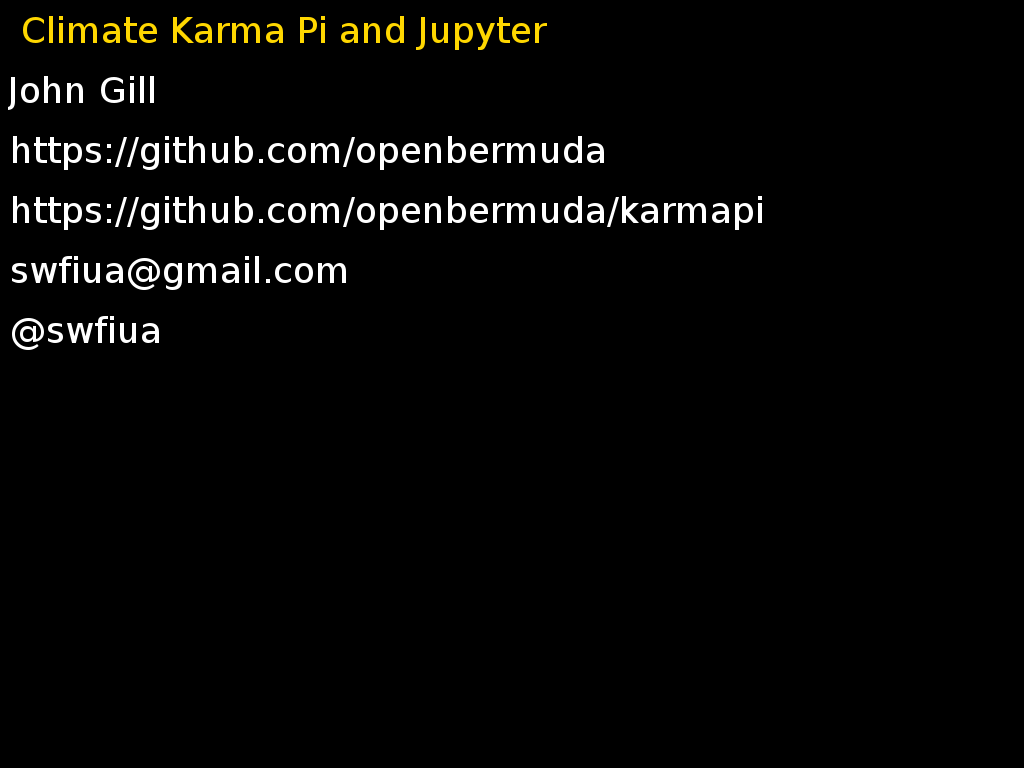 Climate Karma Pi and Jupyter
John Gill
https://github.com/openbermuda
https://github.com/openbermuda/karmapi
swfiua@gmail.com
@swfiua